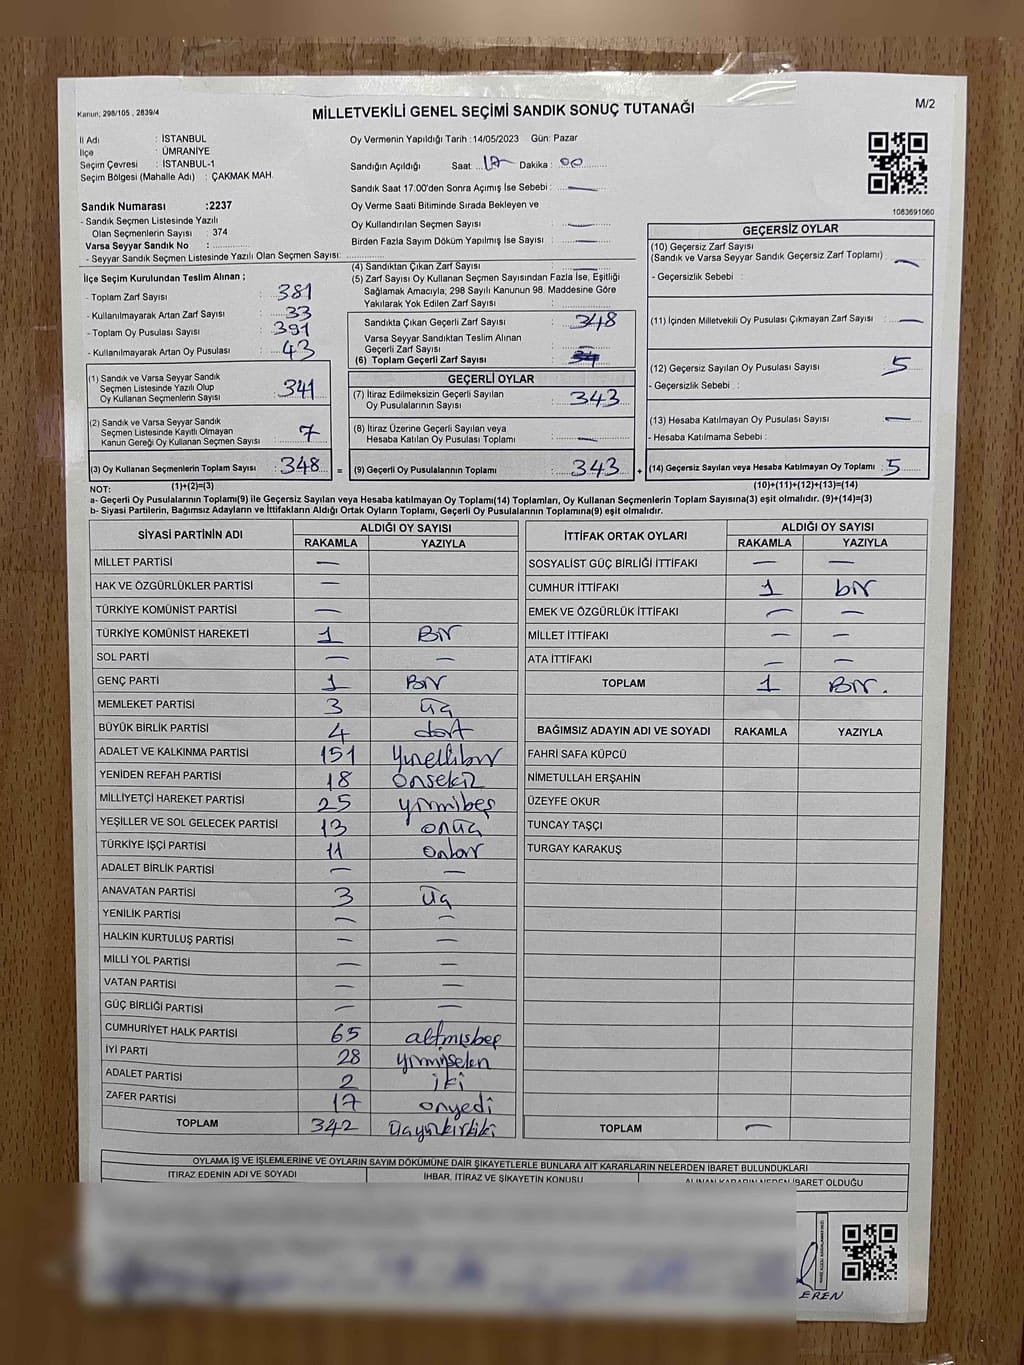 Kanun; 298/105 , 2839/4
MİLLETVEKİLİ GENEL SEÇİMİ SANDIK SONUÇ TUTANAĞI
M/2
İl Adı : İSTANBUL
İlçe : ÜMRANİYE
Seçim Çevresi : İSTANBUL-1
Seçim Bölgesi (Mahalle Adı) : ÇAKMAK MAH.
Oy Vermenin Yapıldığı Tarih : 14/05/2023 Gün: Pazar
Sandığın Açıldığı Saat: 17 Dakika : 00
Sandık Saat 17.00'den Sonra Açımış İse Sebebi : —
Oy Verme Saati Bitiminde Sırada Bekleyen ve
Oy Kullandırılan Seçmen Sayısı : —
Birden Fazla Sayım Döküm Yapılmış İse Sayısı : —
1083691060
Sandık Numarası :2237
- Sandık Seçmen Listesinde Yazılı
Olan Seçmenlerin Sayısı : 374
Varsa Seyyar Sandık No :
- Seyyar Sandık Seçmen Listesinde Yazılı Olan Seçmen Sayısı:
İlçe Seçim Kurulundan Teslim Alınan ;
- Toplam Zarf Sayısı : 381
- Kullanılmayarak Artan Zarf Sayısı : 33
- Toplam Oy Pusulası Sayısı : 391
- Kullanılmayarak Artan Oy Pusulası : 43
(1) Sandık ve Varsa Seyyar Sandık
Seçmen Listesinde Yazılı Olup
Oy Kullanan Seçmenlerin Sayısı : 341
(2) Sandık ve Varsa Seyyar Sandık
Seçmen Listesinde Kayıtlı Olmayan
Kanun Gereği Oy Kullanan Seçmen Sayısı : 7
(3) Oy Kullanan Seçmenlerin Toplam Sayısı : 348 =
(4) Sandıktan Çıkan Zarf Sayısı : —
(5) Zarf Sayısı Oy Kullanan Seçmen Sayısından Fazla İse, Eşitliği
Sağlamak Amacıyla; 298 Sayılı Kanunun 98. Maddesine Göre
Yakılarak Yok Edilen Zarf Sayısı :
Sandıkta Çıkan Geçerli Zarf Sayısı : 348
Varsa Seyyar Sandıktan Teslim Alınan
Geçerli Zarf Sayısı :
(6) Toplam Geçerli Zarf Sayısı :
GEÇERLİ OYLAR
(7) İtiraz Edilmeksizin Geçerli Sayılan
Oy Pusulalarının Sayısı : 343
(8) İtiraz Üzerine Geçerli Sayılan veya
Hesaba Katılan Oy Pusulası Toplamı : —
(9) Geçerli Oy Pusulalarının Toplamı : 343 +
GEÇERSİZ OYLAR
(10) Geçersiz Zarf Sayısı
(Sandık ve Varsa Seyyar Sandık Geçersiz Zarf Toplamı) : —
- Geçersizlik Sebebi :
(11) İçinden Milletvekili Oy Pusulası Çıkmayan Zarf Sayısı : —
(12) Geçersiz Sayılan Oy Pusulası Sayısı : 5
- Geçersizlik Sebebi :
(13) Hesaba Katılmayan Oy Pusulası Sayısı : —
- Hesaba Katılmama Sebebi :
(14) Geçersiz Sayılan veya Hesaba Katılmayan Oy Toplamı : 5
NOT: (1)+(2)=(3) (10)+(11)+(12)+(13)=(14)
a- Geçerli Oy Pusulalarının Toplamı(9) ile Geçersiz Sayılan veya Hesaba katılmayan Oy Toplamı(14) Toplamları, Oy Kullanan Seçmenlerin Toplam Sayısına(3) eşit olmalıdır. (9)+(14)=(3)
b- Siyasi Partilerin, Bağımsız Adayların ve İttifakların Aldığı Ortak Oyların Toplamı, Geçerli Oy Pusulalarının Toplamına(9) eşit olmalıdır.
SİYASİ PARTİNİN ADI ALDIĞI OY SAYISI
RAKAMLA YAZIYLA
MİLLET PARTİSİ —
HAK VE ÖZGÜRLÜKLER PARTİSİ —
TÜRKİYE KOMÜNİST PARTİSİ —
TÜRKİYE KOMÜNİST HAREKETİ 1 Bir
SOL PARTİ — —
GENÇ PARTİ 1 Bir
MEMLEKET PARTİSİ 3 üç
BÜYÜK BİRLİK PARTİSİ 4 dört
ADALET VE KALKINMA PARTİSİ 151 yüzellibir
YENİDEN REFAH PARTİSİ 18 onsekiz
MİLLİYETÇİ HAREKET PARTİSİ 25 yirmibeş
YEŞİLLER VE SOL GELECEK PARTİSİ 13 onüç
TÜRKİYE İŞÇİ PARTİSİ 11 onbir
ADALET BİRLİK PARTİSİ — —
ANAVATAN PARTİSİ 3 üç
YENİLİK PARTİSİ — —
HALKIN KURTULUŞ PARTİSİ — —
MİLLİ YOL PARTİSİ — —
VATAN PARTİSİ — —
GÜÇ BİRLİĞİ PARTİSİ — —
CUMHURİYET HALK PARTİSİ 65 altmışbeş
İYİ PARTİ 28 yirmiseken
ADALET PARTİSİ 2 iki
ZAFER PARTİSİ 17 onyedi
TOPLAM 342 üçyüzkırkiki
İTTİFAK ORTAK OYLARI ALDIĞI OY SAYISI
RAKAMLA YAZIYLA
SOSYALİST GÜÇ BİRLİĞİ İTTİFAKI — —
CUMHUR İTTİFAKI 1 bir
EMEK VE ÖZGÜRLÜK İTTİFAKI — —
MİLLET İTTİFAKI — —
ATA İTTİFAKI — —
TOPLAM 1 Bir.
BAĞIMSIZ ADAYIN ADI VE SOYADI RAKAMLA YAZIYLA
FAHRİ SAFA KÜPCÜ
NİMETULLAH ERŞAHİN
ÜZEYFE OKUR
TUNCAY TAŞÇI
TURGAY KARAKUŞ
TOPLAM —
OYLAMA İŞ VE İŞLEMLERİNE VE OYLARIN SAYIM DÖKÜMÜNE DAİR ŞİKAYETLERLE BUNLARA AİT KARARLARIN NELERDEN İBARET BULUNDUKLARI
İTİRAZ EDENİN ADI VE SOYADI İHBAR, İTİRAZ VE ŞİKAYETİN KONUSU ALINAN KARARIN NEDEN İBARET OLDUĞU
EREN